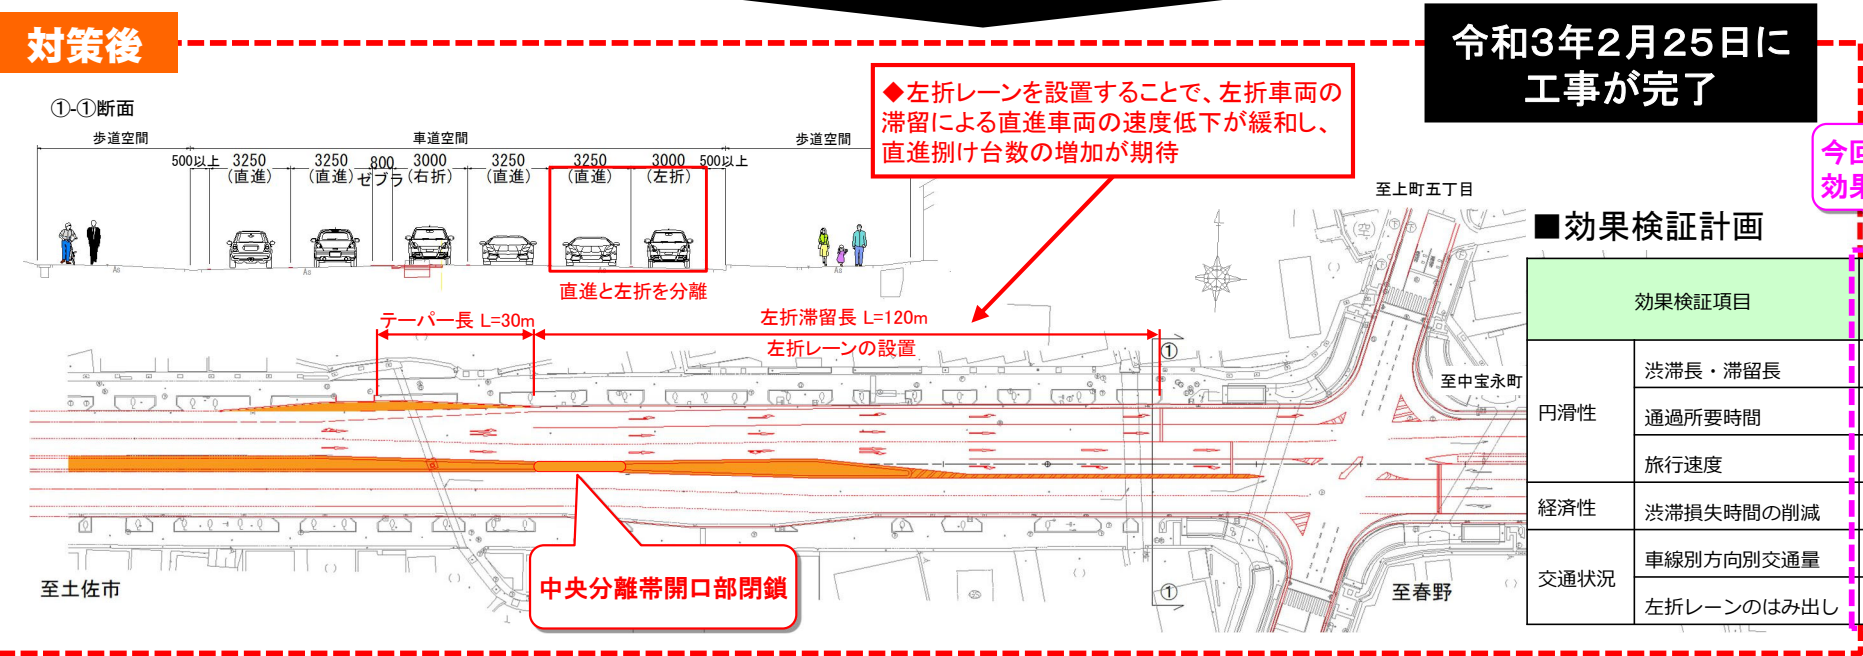 対策後
令和3年2月25日に
工事が完了
◆左折レーンを設置することで、左折車両の
滞留による直進車両の速度低下が緩和し、
直進捌け台数の増加が期待
①-①断面
歩道空間
車道空間
歩道空間
500以上
3250
(直進)
3250
(直進)
800
ゼブラ
3000
(右折)
3250
(直進)
3250
(直進)
3000
(左折)
500以上
As
As
As
As
直進と左折を分離
テーパー長 L=30m
左折滞留長 L=120m
左折レーンの設置
①
①
中央分離帯開口部閉鎖
至土佐市
至上町五丁目
至中宝永町
至春野
今回
効果
■効果検証計画
効果検証項目
円滑性
渋滞長・滞留長
通過所要時間
旅行速度
経済性
渋滞損失時間の削減
交通状況
車線別方向別交通量
左折レーンのはみ出し